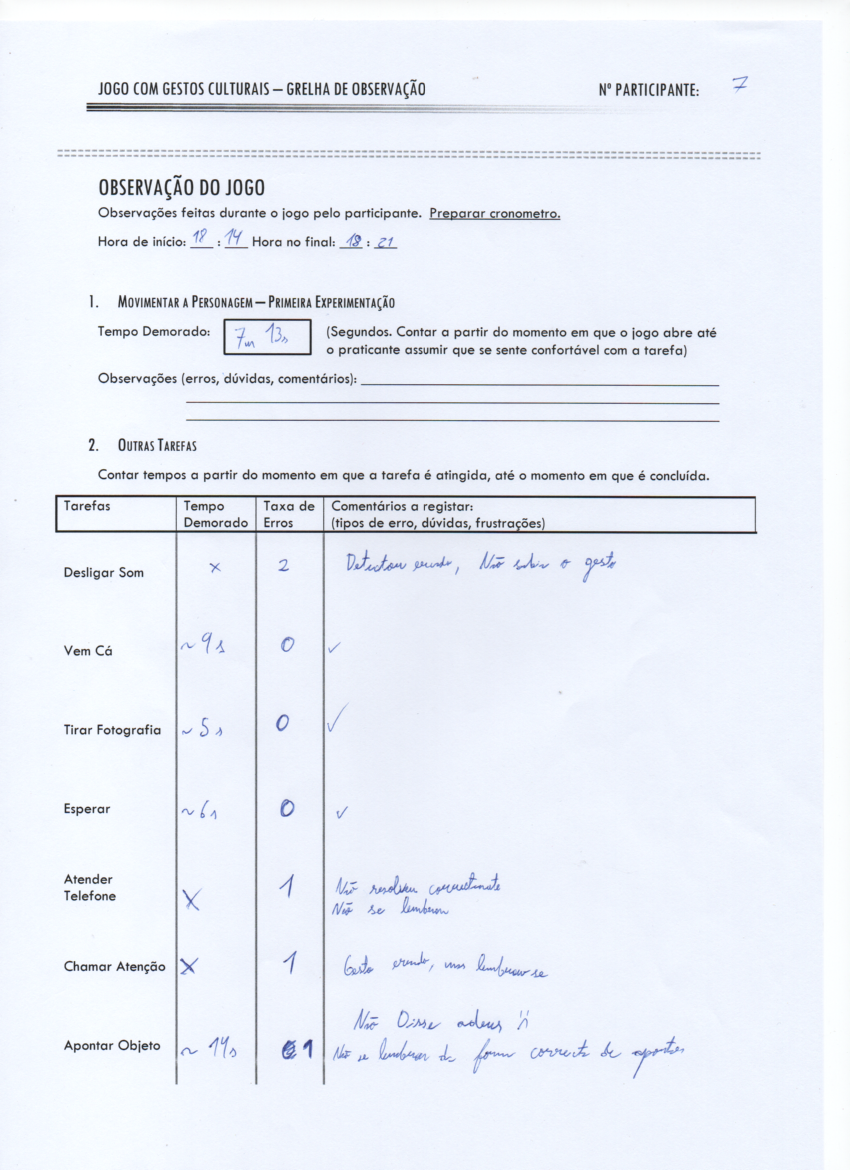 JOGO COM GESTOS CULTURAIS – GRELHA DE OBSERVAÇÃO Nº PARTICIPANTE: 7
OBSERVAÇÃO DO JOGO
Observações feitas durante o jogo pelo participante. Preparar cronometro.
Hora de início: 18 : 14 Hora no final: 18 : 21
1. MOVIMENTAR A PERSONAGEM – PRIMEIRA EXPERIMENTAÇÃO
Tempo Demorado: 7m 13s (Segundos. Contar a partir do momento em que o jogo abre até
o praticante assumir que se sente confortável com a tarefa)
Observações (erros, dúvidas, comentários):
2. OUTRAS TAREFAS
Contar tempos a partir do momento em que a tarefa é atingida, até o momento em que é concluída.
Tarefas Tempo Taxa de Comentários a registar:
Demorado Erros (tipos de erro, dúvidas, frustrações)
Desligar Som x 2 Não o gesto
Vem Cá ~ 9s 0 ✓
Tirar Fotografia ~ 5s 0 ✓
Esperar ~ 6s 0 ✓
Atender 1 Não resolveu
Telefone X Não se lembrou
Chamar Atenção X 1 Gesto errado, mas lembrou-se
Não Disse adeus
Apontar Objeto ~ 14s 1 Não se lembrou da forma correcta de apontar